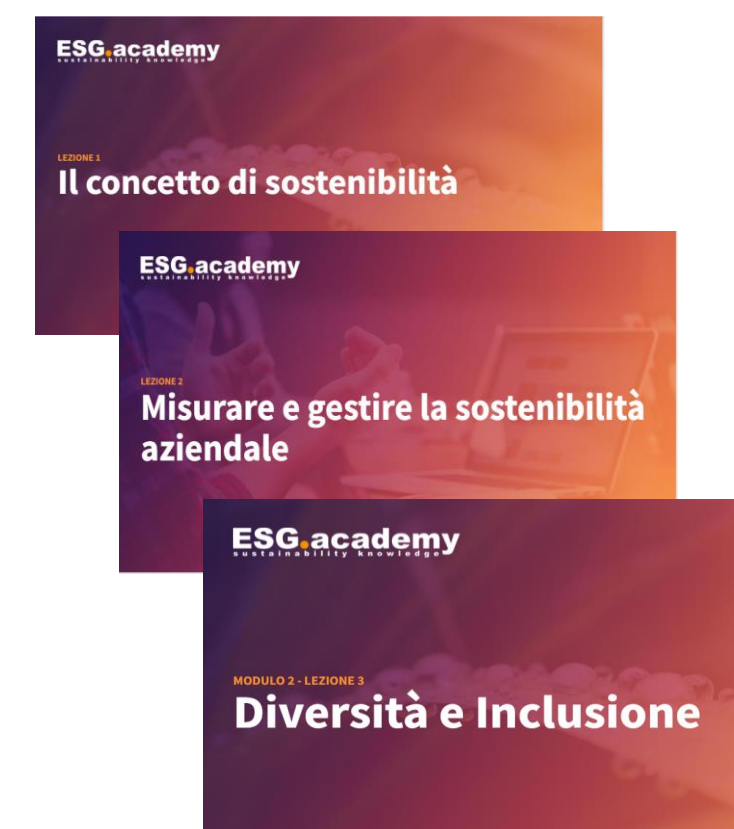 ESG.academy
sustainability knowledge
LEZIONE 1
Il concetto di sostenibilità
ESG.academy
sustainability knowledge
LEZIONE 2
Misurare e gestire la sostenibilità
aziendale
ESG.academy
sustainability knowledge
MODULO 2 - LEZIONE 3
Diversità e Inclusione